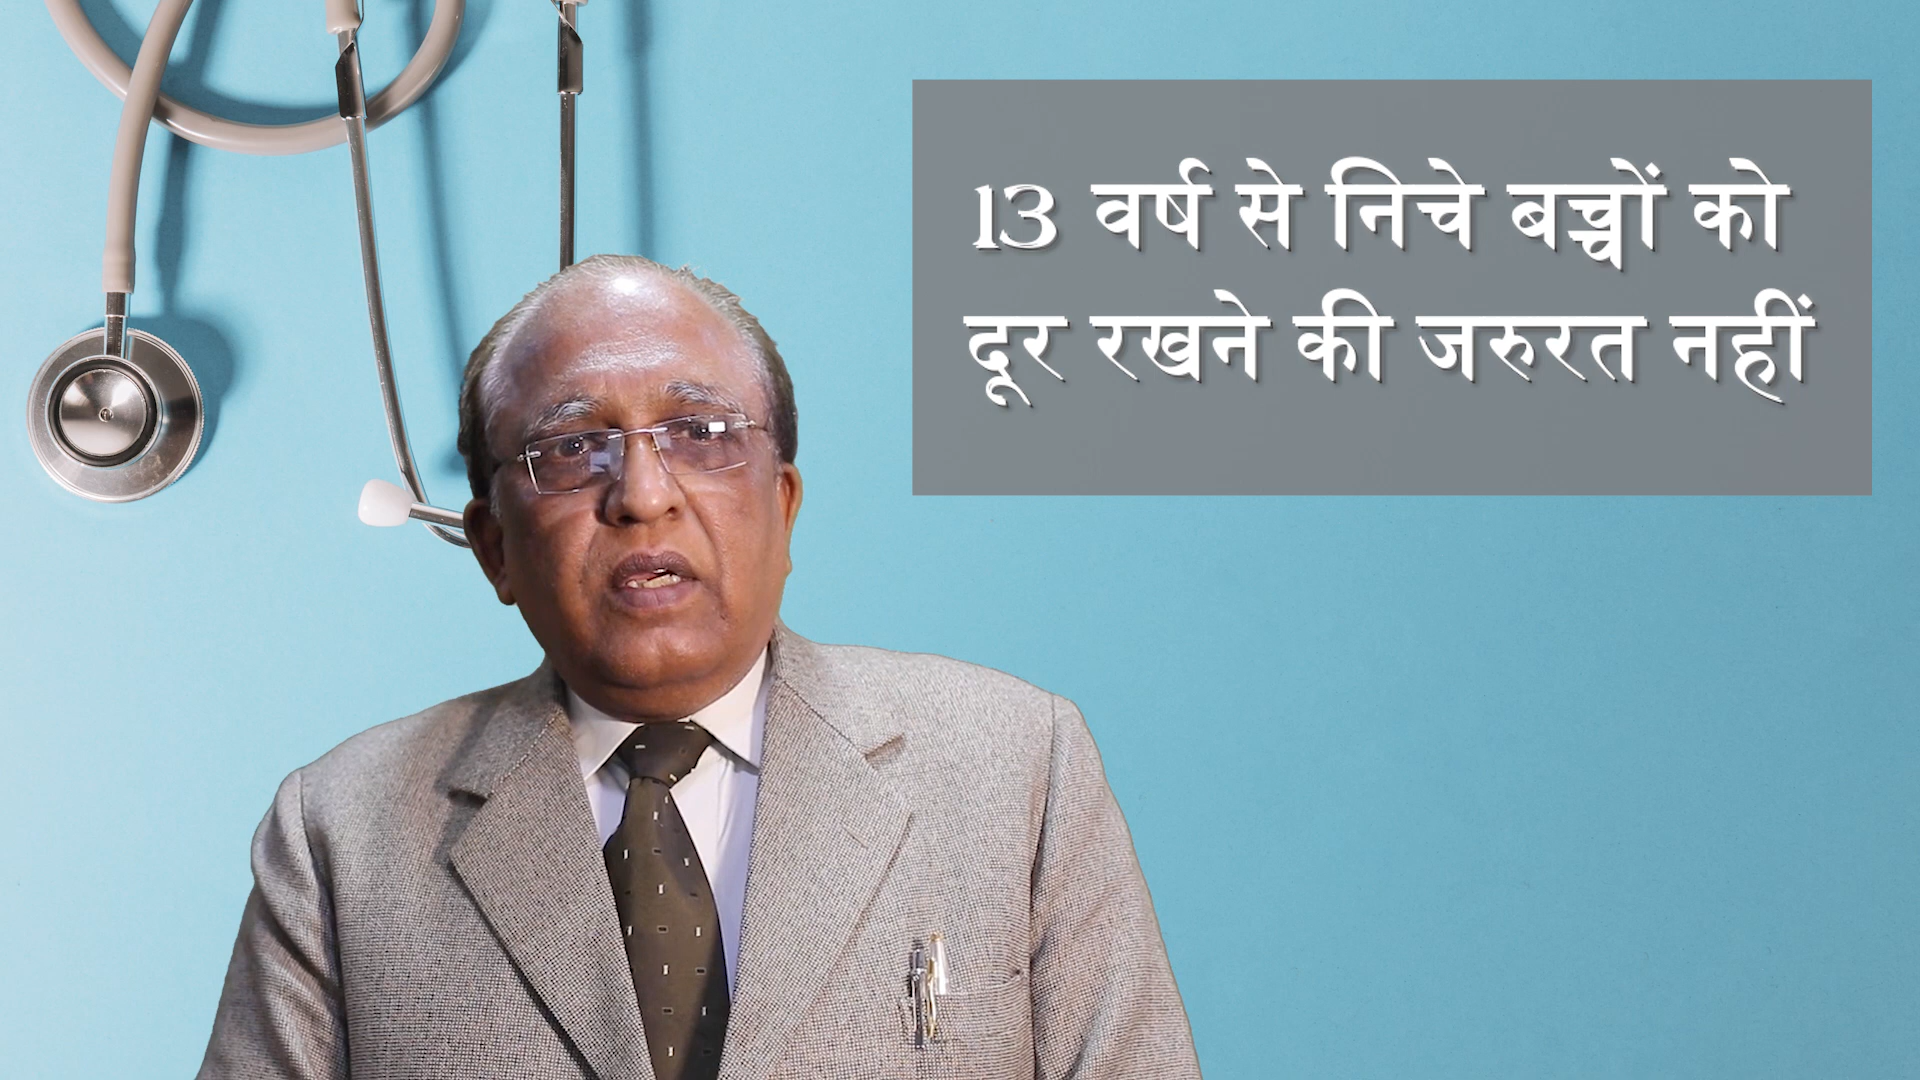 13 वर्ष से निचे बच्चों को
दूर रखने की जरुरत नहीं